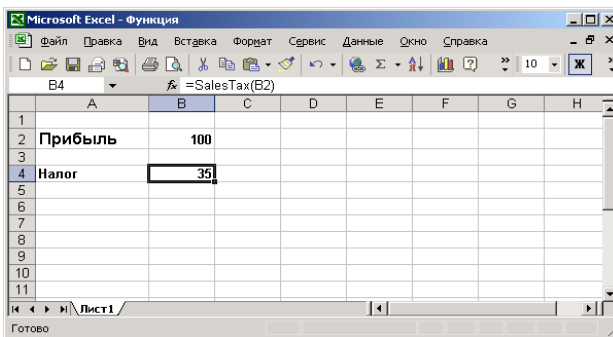 Microsoft Excel - Функция
Файл Правка Вид Вставка Формат Сервис Данные Окно Справка
10 Ж
B4 fx =SalesTax(B2)
A B C D E F G H
1
2 Прибыль 100
3
4 Налог 35
5
6
7
8
9
10
11
Лист1
Готово